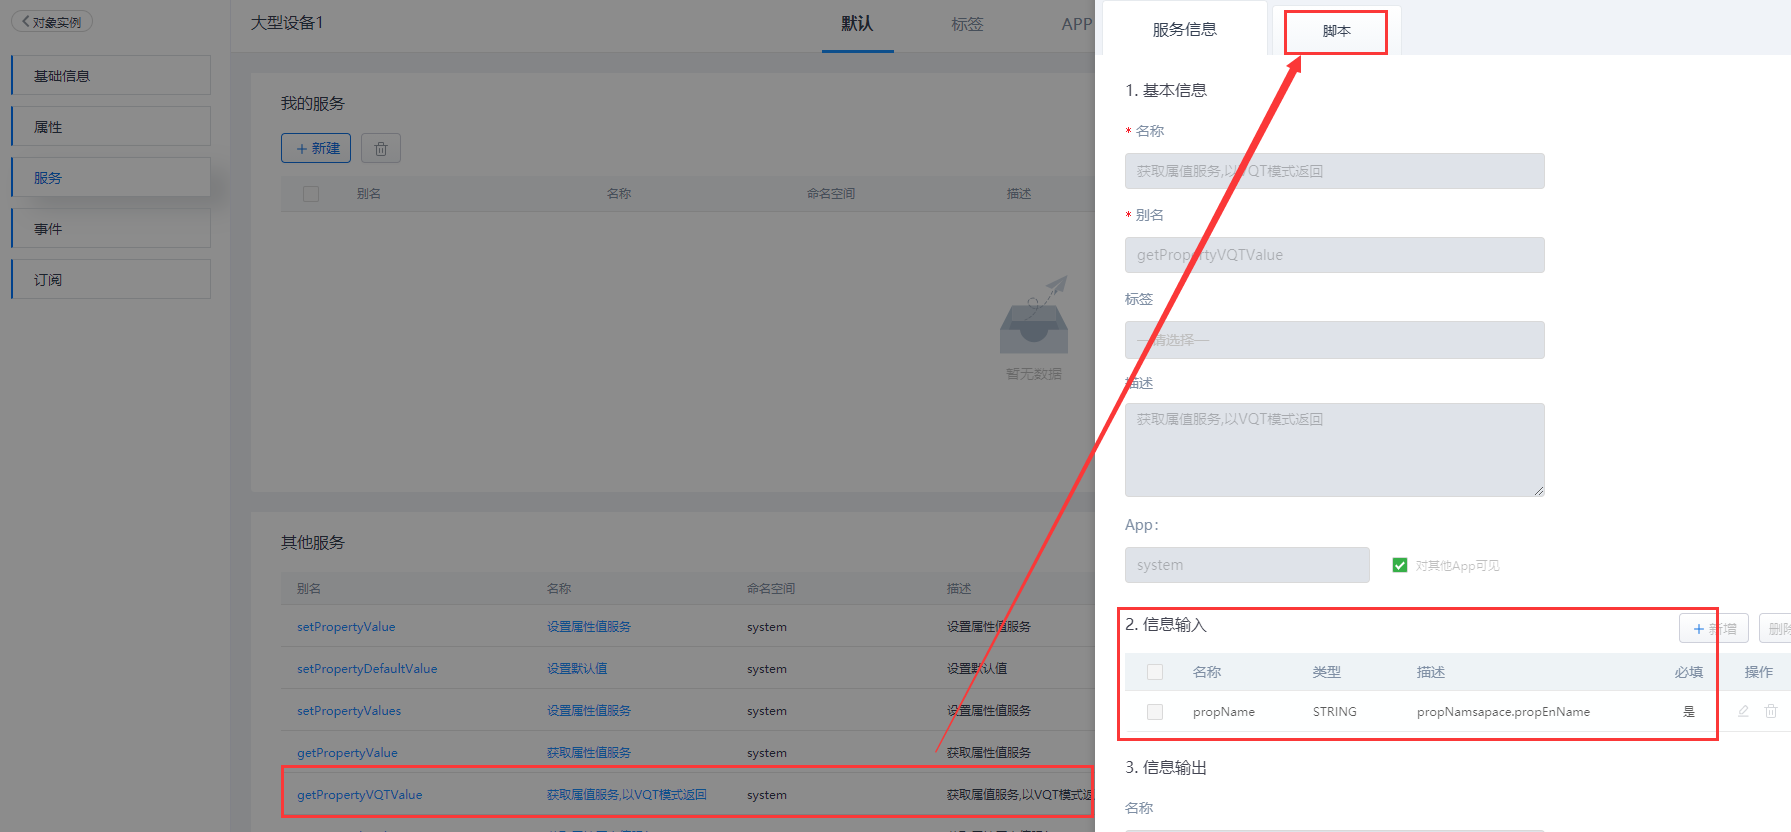 对象实例
基础信息
属性
服务
事件
订阅
大型设备1
默认
标签
APP
我的服务
新建
别名 名称 命名空间 描述
暂无数据
其他服务
别名 名称 命名空间 描述
setPropertyValue 设置属性值服务 system 设置属性值服务
setPropertyDefaultValue 设置默认值 system 设置默认值
setPropertyValues 设置属性值服务 system 设置属性值服务
getPropertyValue 获取属性值服务 system 获取属性值服务
getPropertyVQTValue 获取属值服务,以VQT模式返回 system 获取属值服务,以VQT模式返
服务信息
脚本
1. 基本信息
* 名称
获取属值服务,以VQT模式返回
* 别名
getPropertyVQTValue
标签
—请选择—
描述
获取属值服务,以VQT模式返回
App:
system
对其他App可见
2. 信息输入
新增
删除
名称 类型 描述 必填 操作
propName STRING propNamsapace.propEnName 是
3. 信息输出
名称